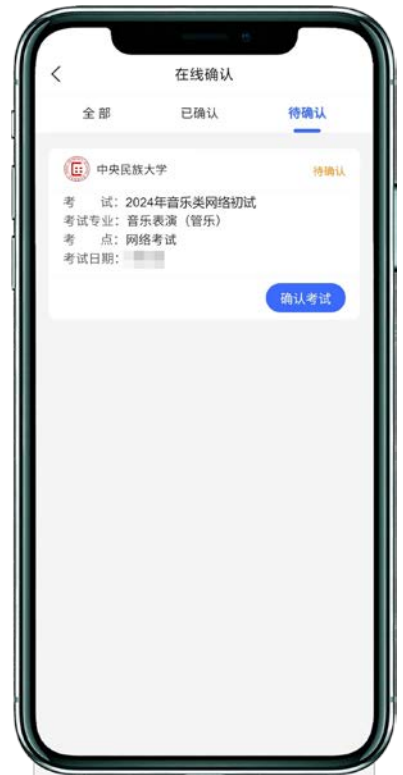 在线确认
全部 已确认 待确认
中央民族大学 待确认
考 试：2024年音乐类网络初试
考试专业：音乐表演（管乐）
考 点：网络考试
考试日期：
确认考试